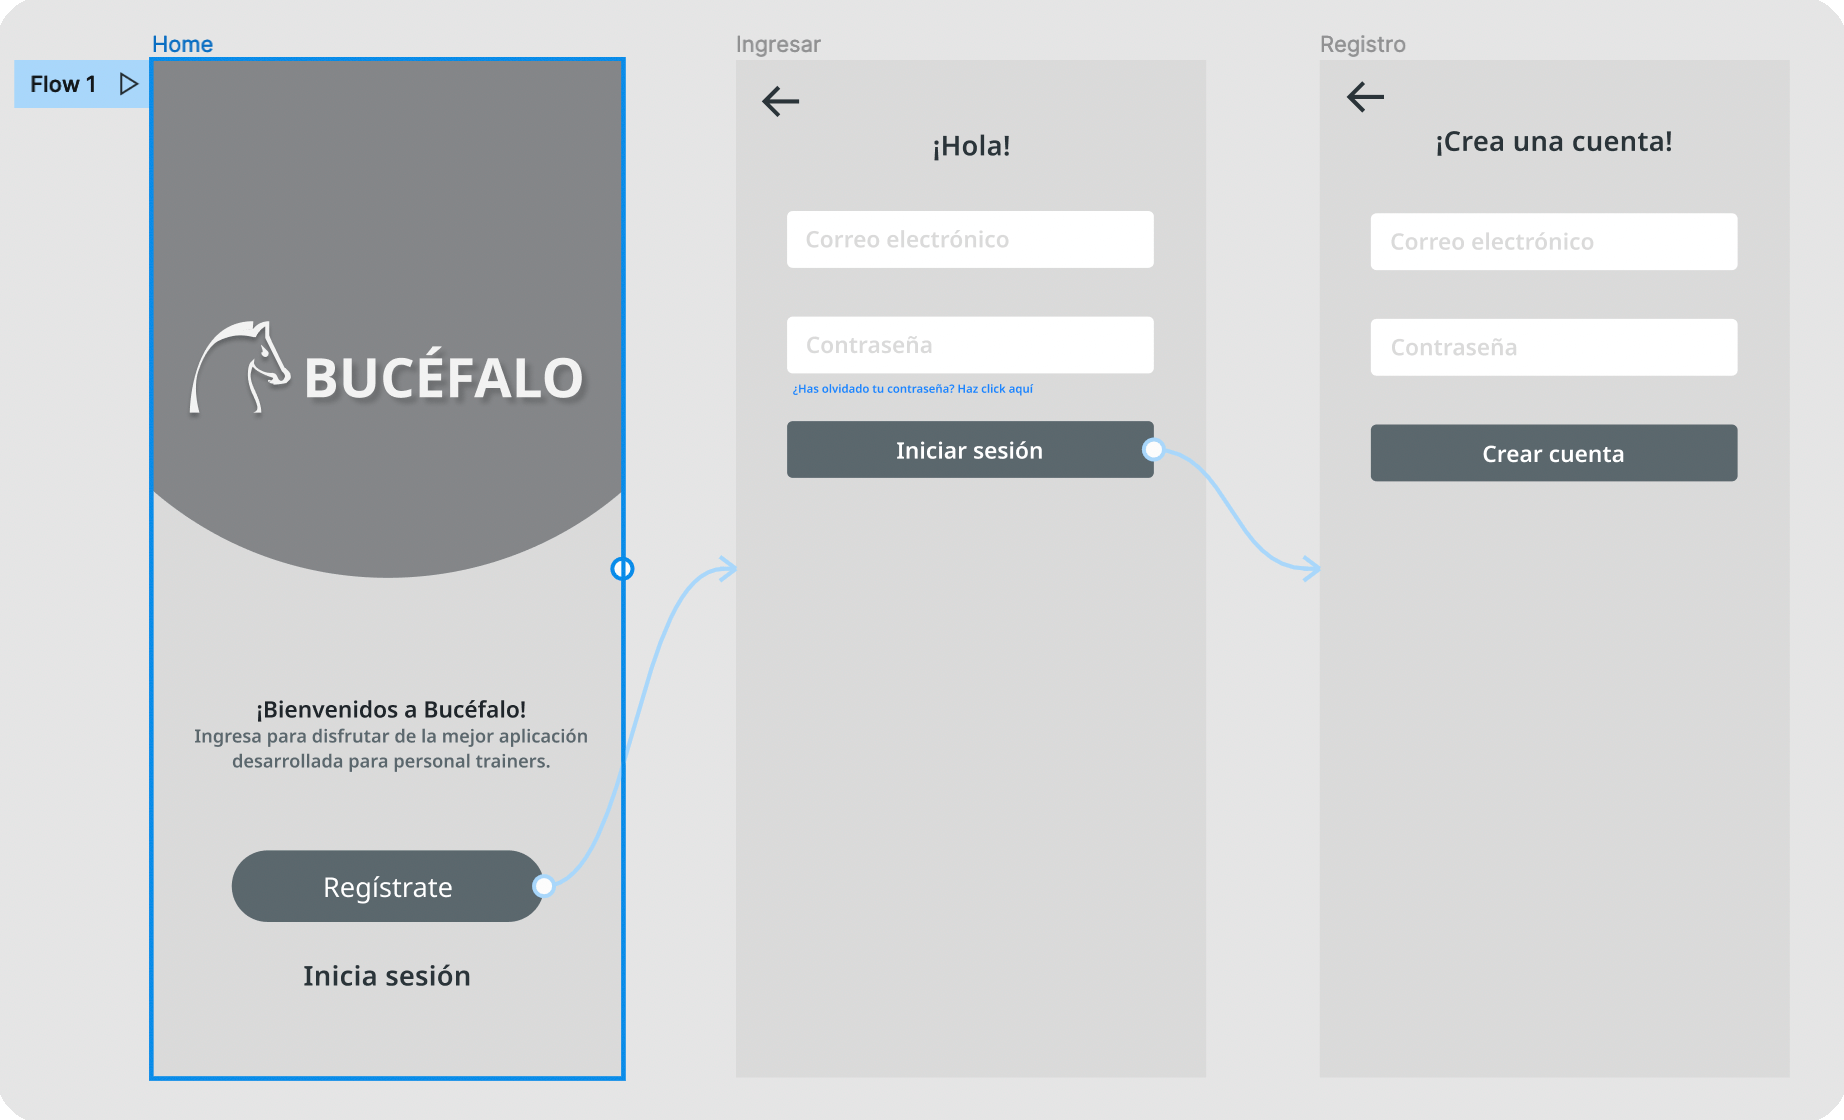 Home
Flow 1
BUCÉFALO
¡Bienvenidos a Bucéfalo!
Ingresa para disfrutar de la mejor aplicación
desarrollada para personal trainers.
Regístrate
Inicia sesión
Ingresar
¡Hola!
Correo electrónico
Contraseña
¿Has olvidado tu contraseña? Haz click aquí
Iniciar sesión
Registro
¡Crea una cuenta!
Correo electrónico
Contraseña
Crear cuenta